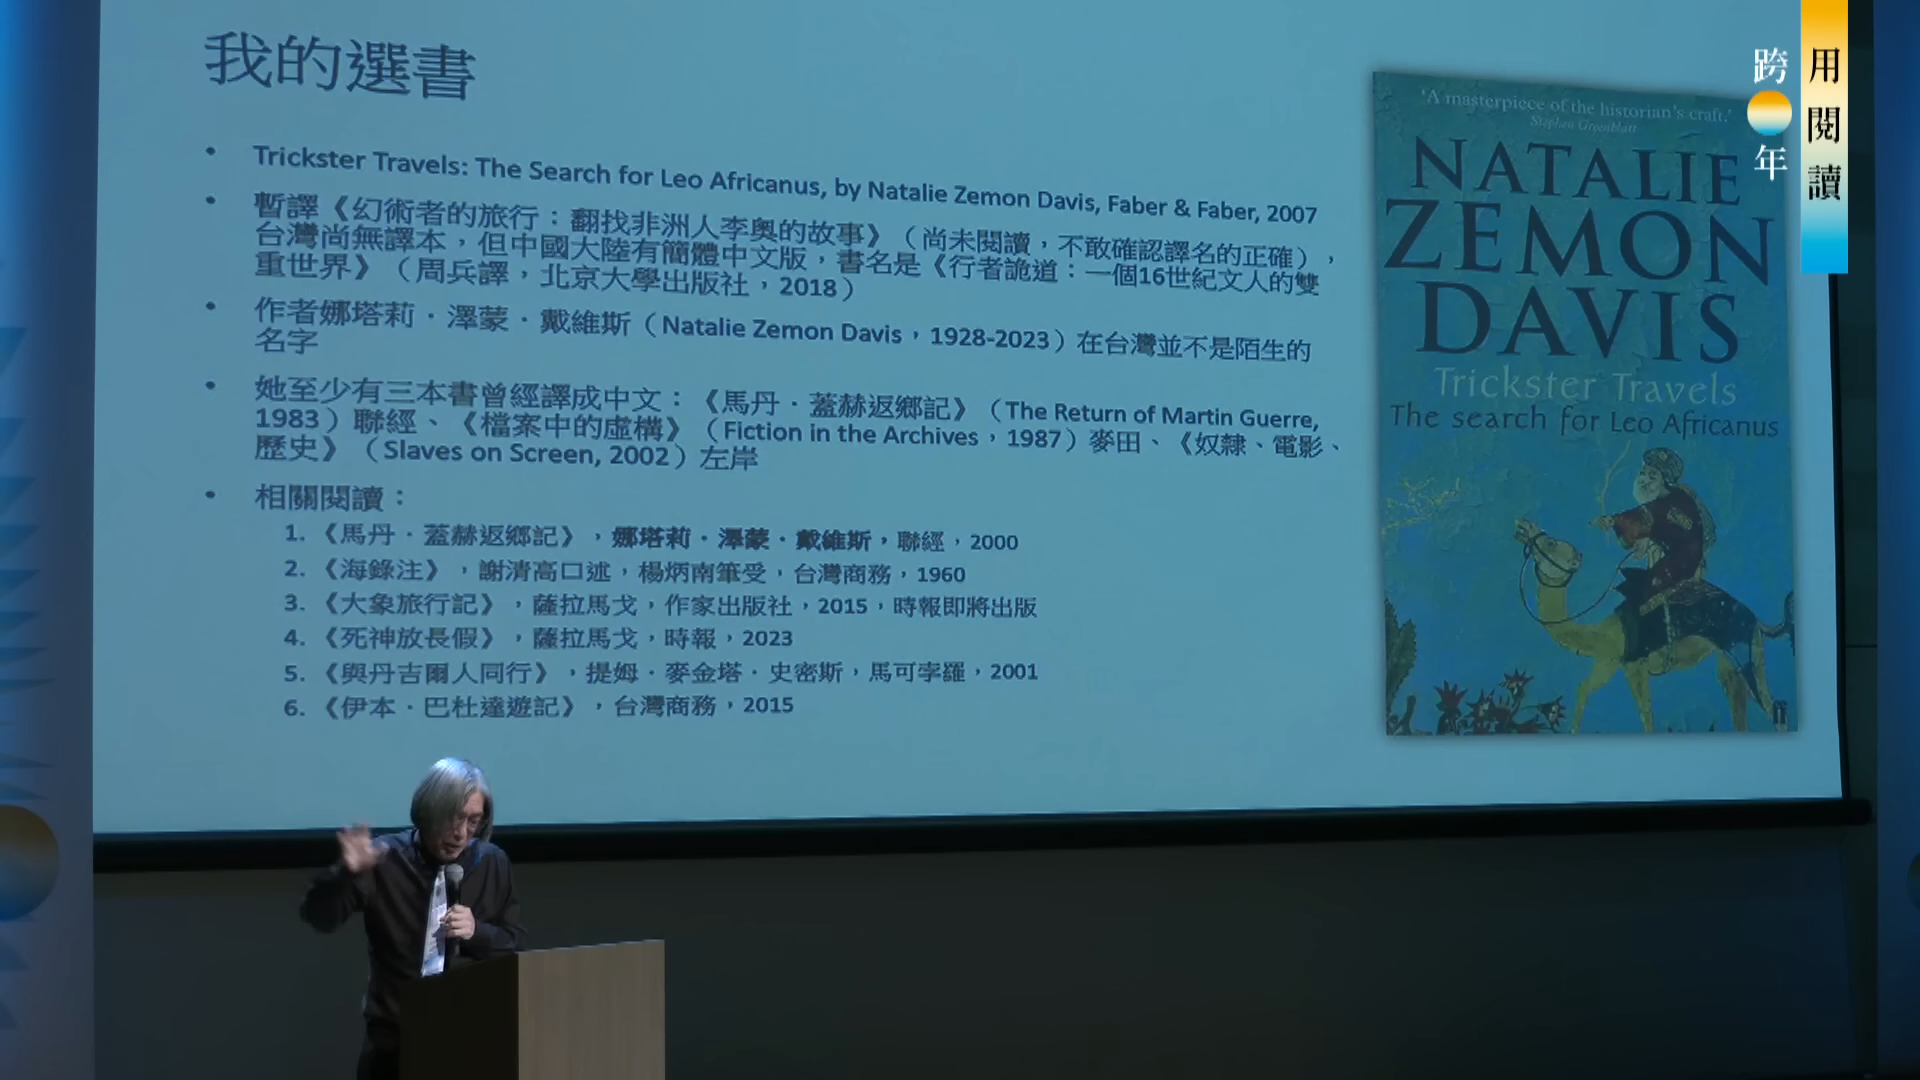 我的選書
• Trickster Travels: The Search for Leo Africanus, by Natalie Zemon Davis, Faber & Faber, 2007
• 暫譯《幻術者的旅行：翻找非洲人李奧的故事》（尚未閱讀，不敢確認譯名的正確），
台灣尚無譯本，但中國大陸有簡體中文版，書名是《行者詭道：一個16世紀文人的雙
重世界》（周兵譯，北京大學出版社，2018）
• 作者娜塔莉．澤蒙．戴維斯（Natalie Zemon Davis，1928-2023）在台灣並不是陌生的
名字
• 她至少有三本書曾經譯成中文：《馬丹．蓋赫返鄉記》（The Return of Martin Guerre,
1983）聯經、《檔案中的虛構》（Fiction in the Archives，1987）麥田、《奴隸、電影、
歷史》（Slaves on Screen, 2002）左岸
• 相關閱讀：
1. 《馬丹．蓋赫返鄉記》，娜塔莉．澤蒙．戴維斯，聯經，2000
2. 《海錄注》，謝清高口述，楊炳南筆受，台灣商務，1960
3. 《大象旅行記》，薩拉馬戈，作家出版社，2015，時報即將出版
4. 《死神放長假》，薩拉馬戈，時報，2023
5. 《與丹吉爾人同行》，提姆．麥金塔．史密斯，馬可孛羅，2001
6. 《伊本．巴杜達遊記》，台灣商務，2015
'A masterpiece of the historian's craft.'
Stephen Greenblatt
NATALIE
ZEMON
DAVIS
Trickster Travels
The search for Leo Africanus
ff
用閱讀
跨年